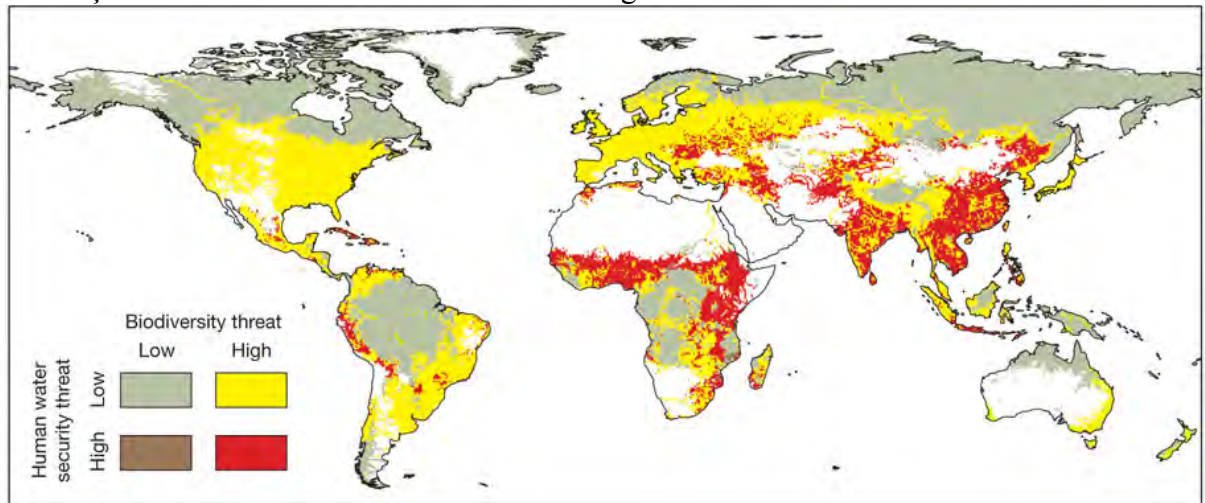 Biodiversity threat
Low High
Human water
security threat
Low
High